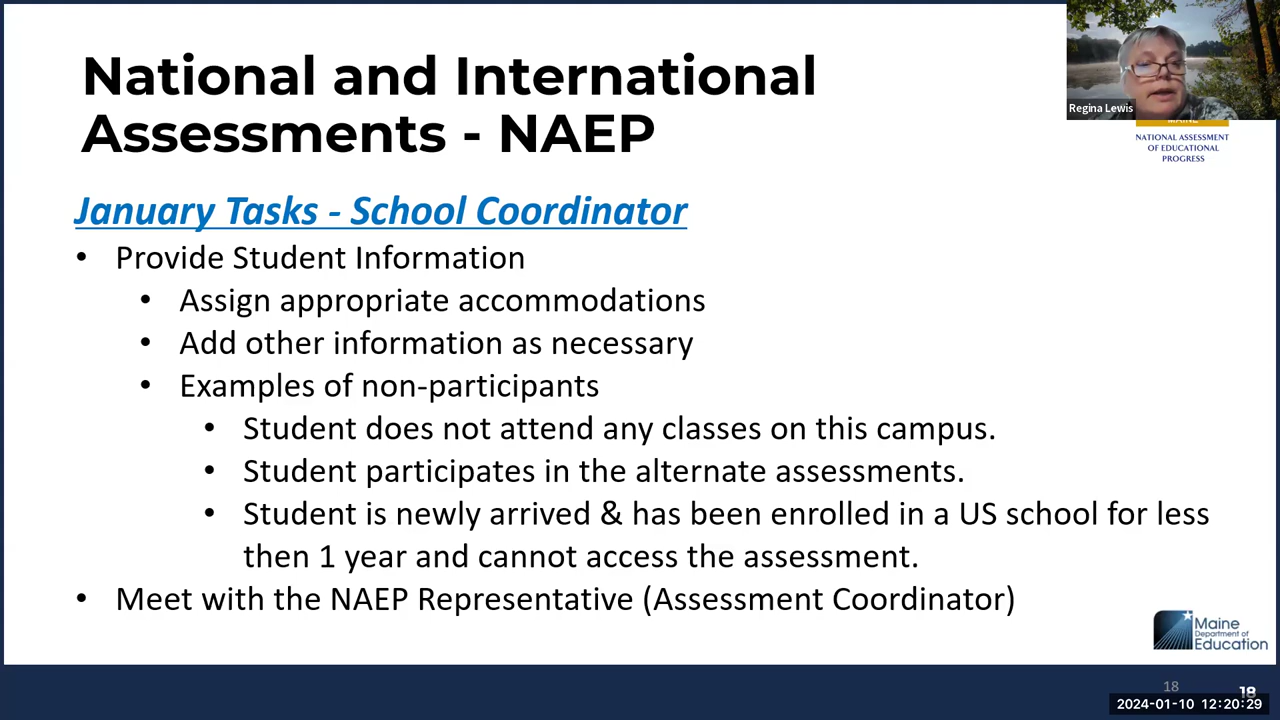 National and International
Assessments - NAEP
Regina Lewis
MAINE
NATIONAL ASSESSMENT
OF EDUCATIONAL
PROGRESS
January Tasks - School Coordinator
• Provide Student Information
• Assign appropriate accommodations
• Add other information as necessary
• Examples of non-participants
• Student does not attend any classes on this campus.
• Student participates in the alternate assessments.
• Student is newly arrived & has been enrolled in a US school for less
then 1 year and cannot access the assessment.
• Meet with the NAEP Representative (Assessment Coordinator)
Maine
Department of
Education
18
18
2024-01-10 12:20:29